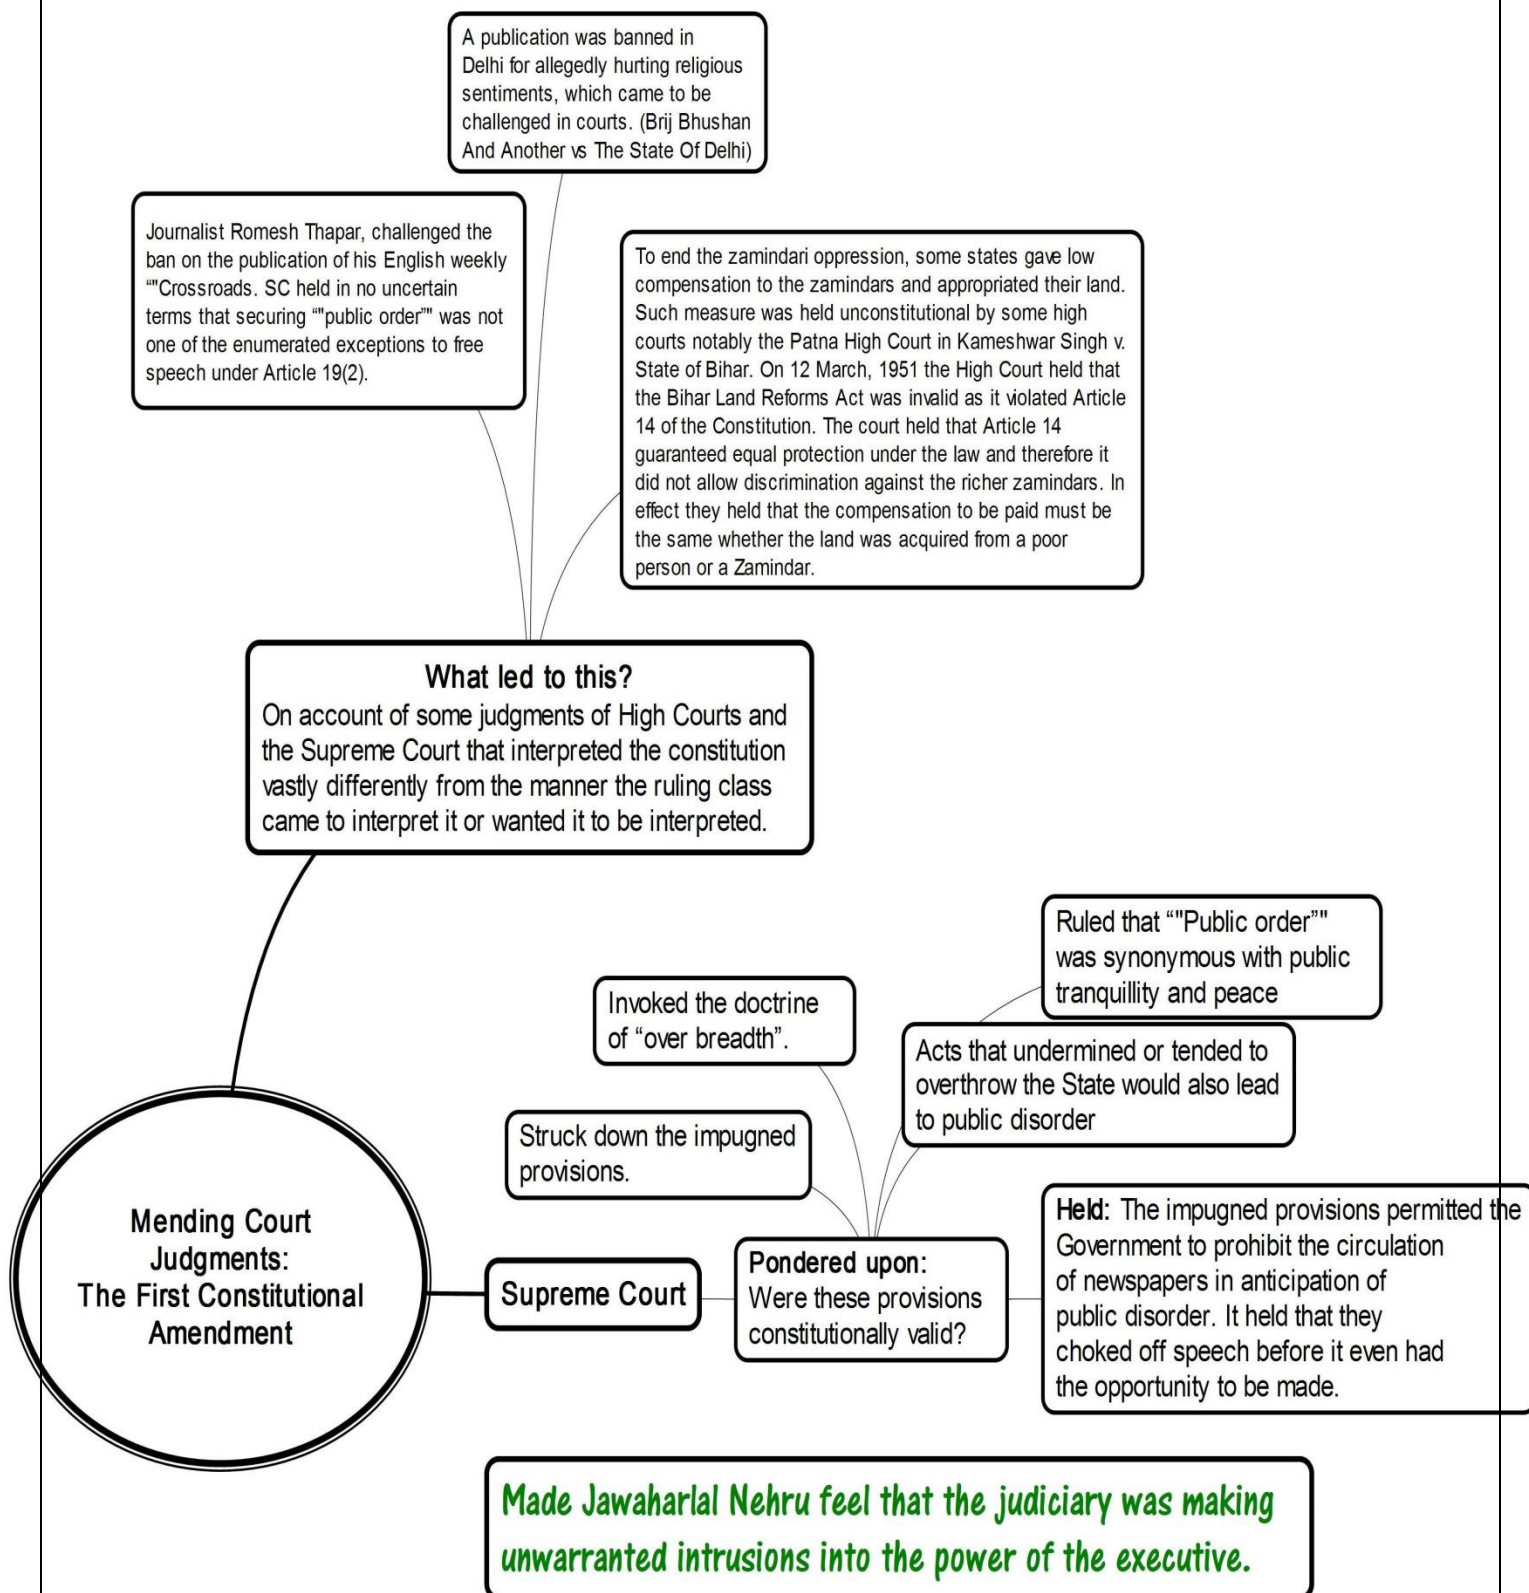 A publication was banned in
Delhi for allegedly hurting religious
sentiments, which came to be
challenged in courts. (Brij Bhushan
And Another vs The State Of Delhi)
Journalist Romesh Thapar, challenged the
ban on the publication of his English weekly
“"Crossroads. SC held in no uncertain
terms that securing “"public order”" was not
one of the enumerated exceptions to free
speech under Article 19(2).
To end the zamindari oppression, some states gave low
compensation to the zamindars and appropriated their land.
Such measure was held unconstitutional by some high
courts notably the Patna High Court in Kameshwar Singh v.
State of Bihar. On 12 March, 1951 the High Court held that
the Bihar Land Reforms Act was invalid as it violated Article
14 of the Constitution. The court held that Article 14
guaranteed equal protection under the law and therefore it
did not allow discrimination against the richer zamindars. In
effect they held that the compensation to be paid must be
the same whether the land was acquired from a poor
person or a Zamindar.
What led to this?
On account of some judgments of High Courts and
the Supreme Court that interpreted the constitution
vastly differently from the manner the ruling class
came to interpret it or wanted it to be interpreted.
Ruled that “"Public order”"
was synonymous with public
tranquillity and peace
Invoked the doctrine
of “over breadth”.
Acts that undermined or tended to
overthrow the State would also lead
to public disorder
Struck down the impugned
provisions.
Mending Court
Judgments:
The First Constitutional
Amendment
Supreme Court
Pondered upon:
Were these provisions
constitutionally valid?
Held: The impugned provisions permitted the
Government to prohibit the circulation
of newspapers in anticipation of
public disorder. It held that they
choked off speech before it even had
the opportunity to be made.
Made Jawaharlal Nehru feel that the judiciary was making
unwarranted intrusions into the power of the executive.